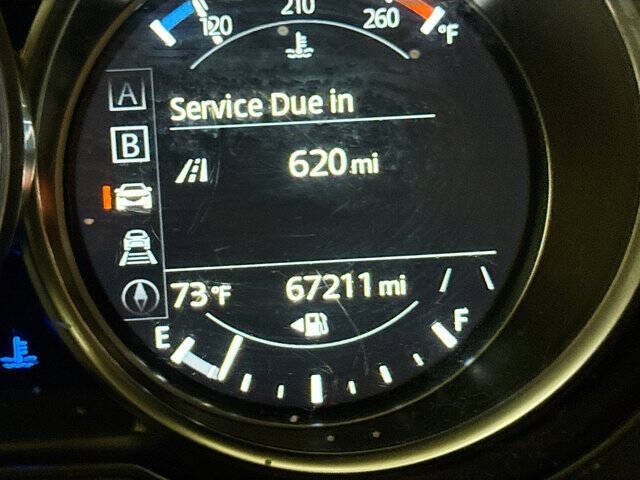 120 210 260
°F
A
Service Due in
B
620 mi
73°F 67211 mi
E F